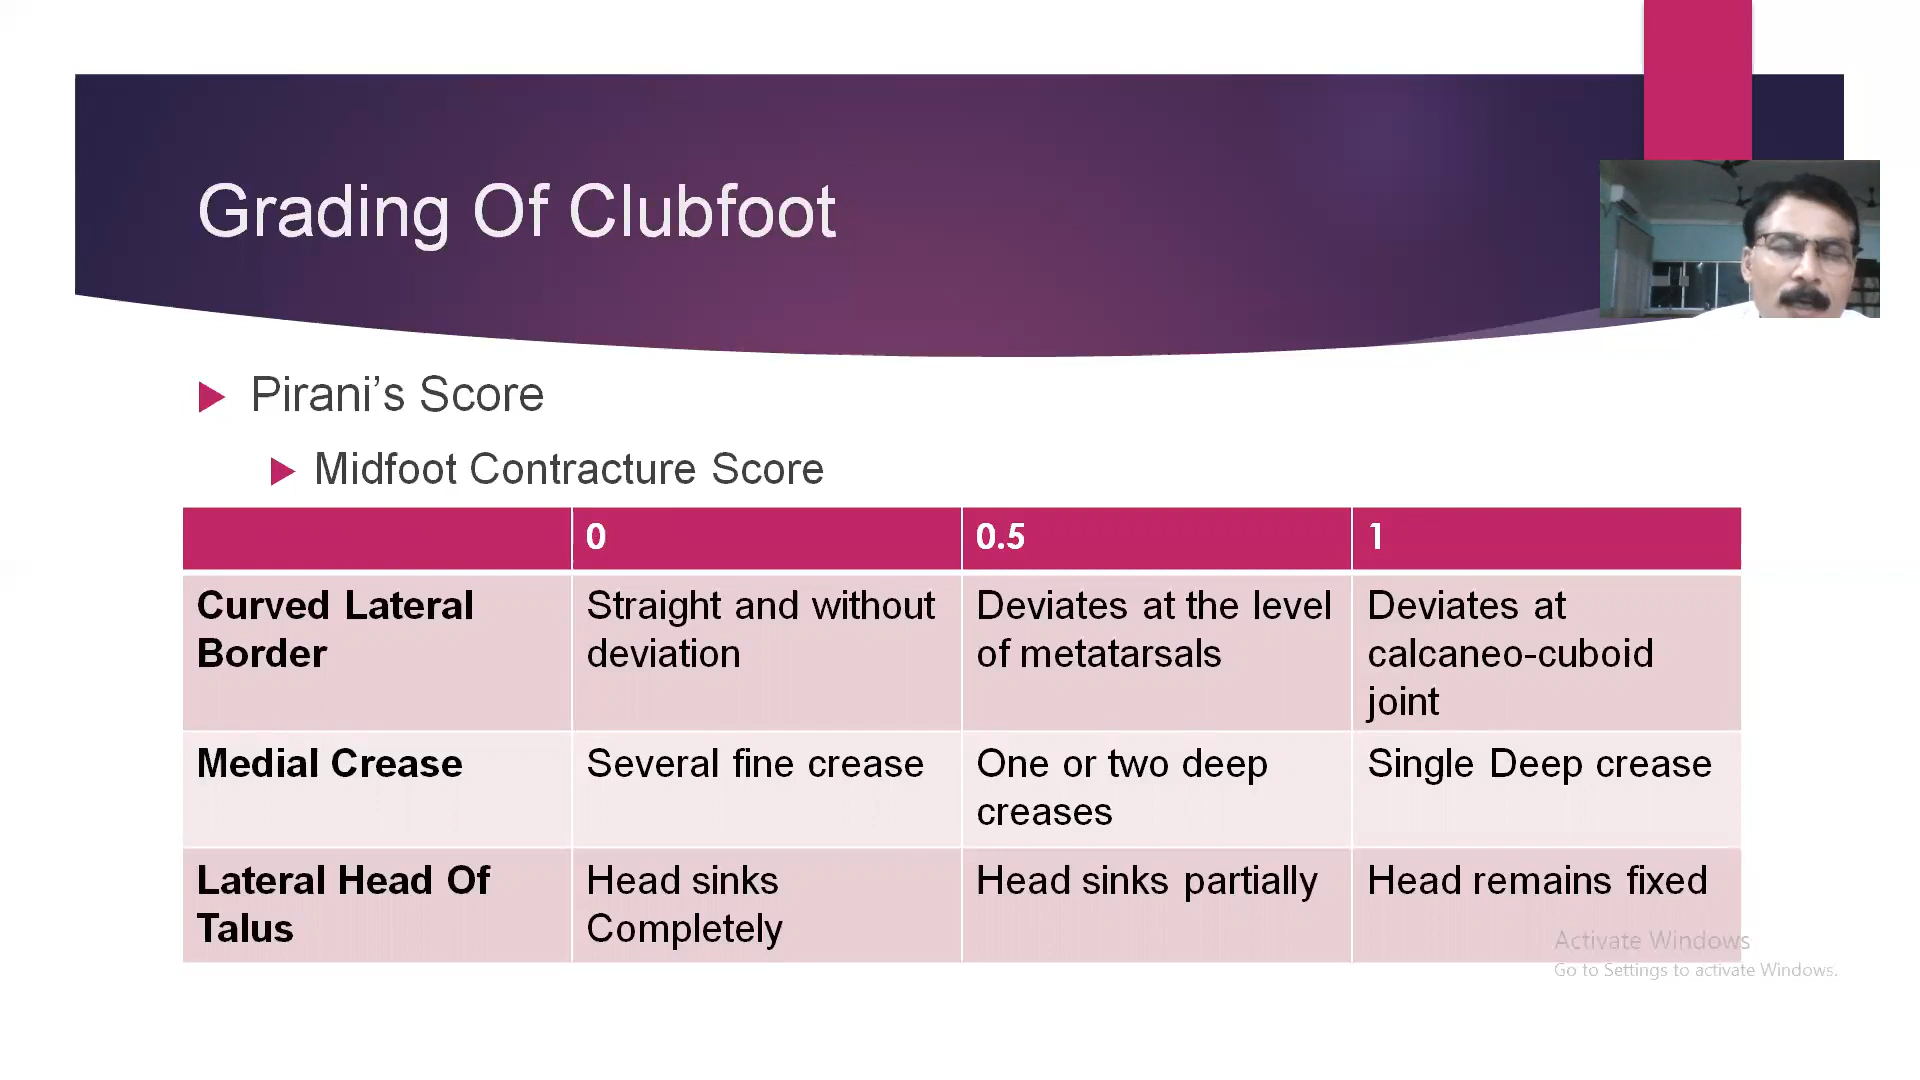 Grading Of Clubfoot
Pirani’s Score
Midfoot Contracture Score
0
0.5
1
Curved Lateral
Border
Straight and without
deviation
Deviates at the level
of metatarsals
Deviates at
calcaneo-cuboid
joint
Medial Crease
Several fine crease
One or two deep
creases
Single Deep crease
Lateral Head Of
Talus
Head sinks
Completely
Head sinks partially
Head remains fixed
Activate Windows
Go to Settings to activate Windows.